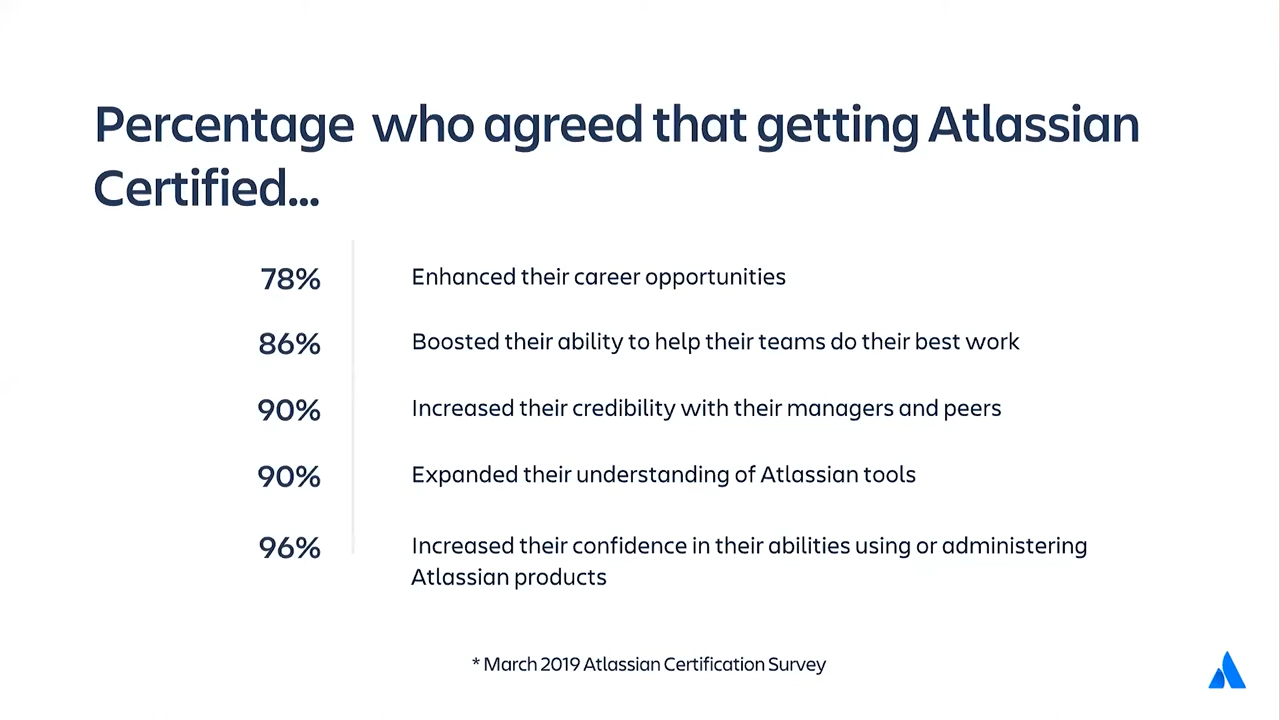 Percentage who agreed that getting Atlassian
Certified...
78% Enhanced their career opportunities
86% Boosted their ability to help their teams do their best work
90% Increased their credibility with their managers and peers
90% Expanded their understanding of Atlassian tools
96% Increased their confidence in their abilities using or administering
Atlassian products
* March 2019 Atlassian Certification Survey